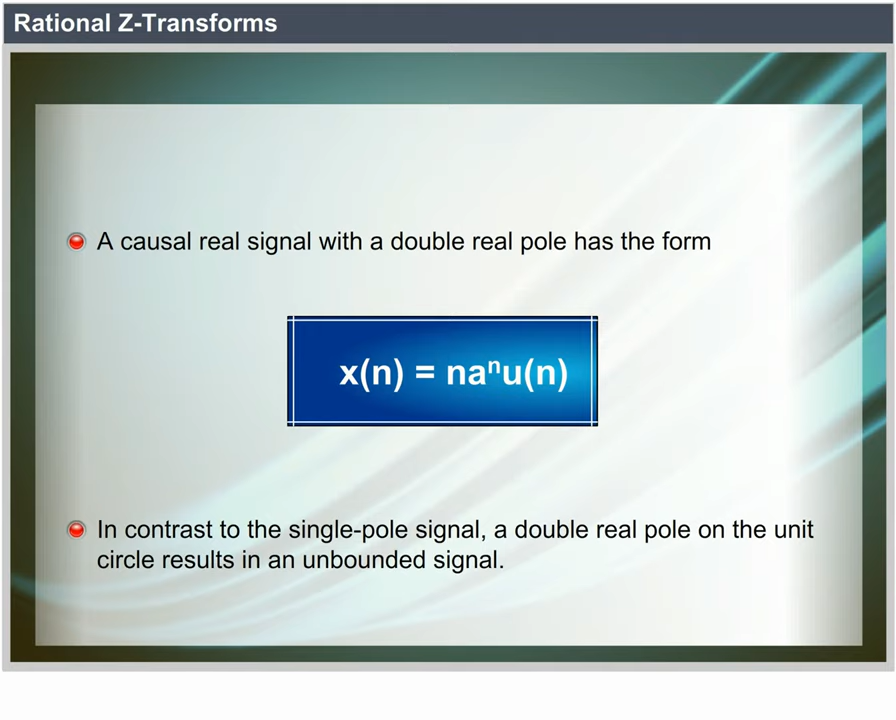 Rational Z-Transforms
A causal real signal with a double real pole has the form
x(n) = naⁿu(n)
In contrast to the single-pole signal, a double real pole on the unit
circle results in an unbounded signal.